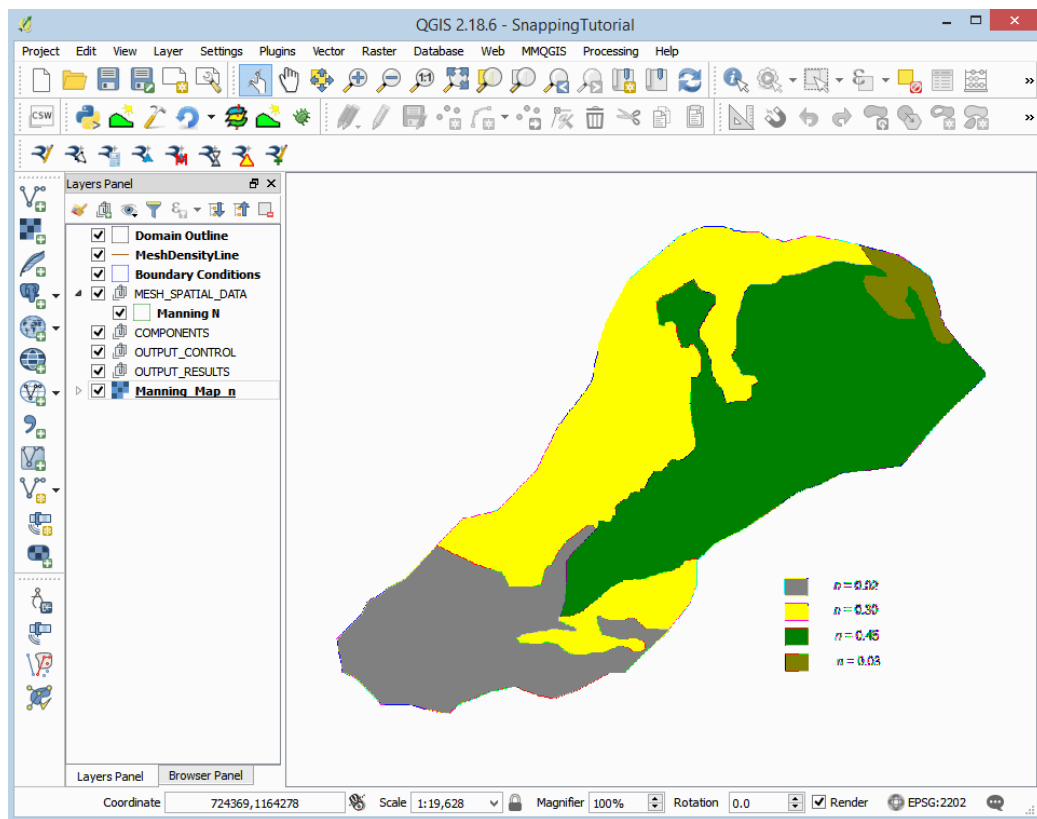 QGIS 2.18.6 - SnappingTutorial
Project Edit View Layer Settings Plugins Vector Raster Database Web MMQGIS Processing Help
CSW
Layers Panel
Domain Outline
MeshDensityLine
Boundary Conditions
MESH_SPATIAL_DATA
Manning N
COMPONENTS
OUTPUT_CONTROL
OUTPUT_RESULTS
Manning_Map_n
n = 0.02
n = 0.30
n = 0.45
n = 0.03
Layers Panel Browser Panel
Coordinate 724369,1164278 Scale 1:19,628 Magnifier 100% Rotation 0.0 Render EPSG:2202